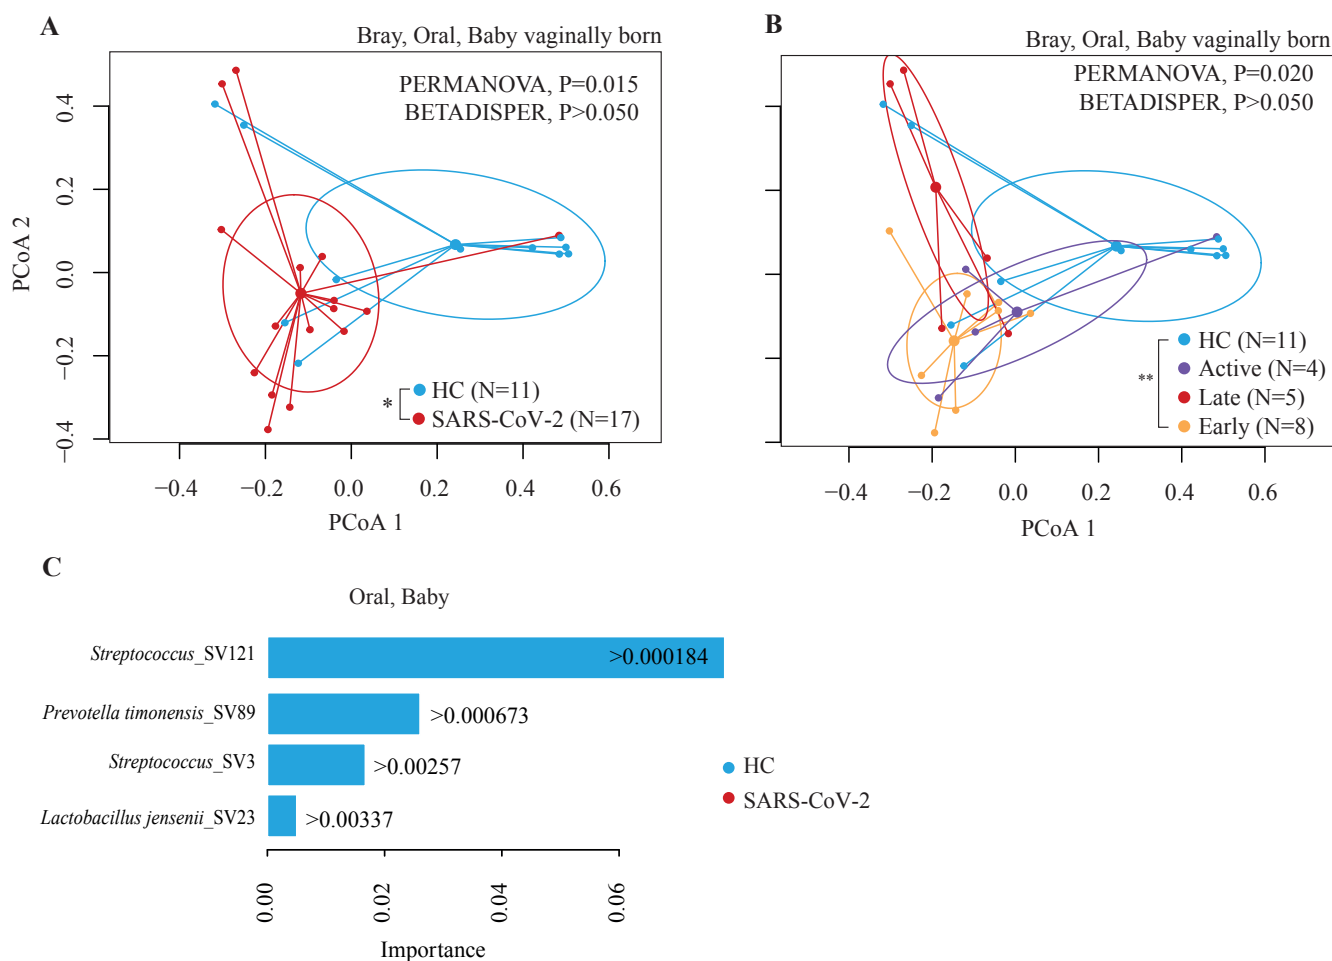 A
Bray, Oral, Baby vaginally born
PERMANOVA, P=0.015
BETADISPER, P>0.050
PCoA 2
0.4
0.2
0.0
−0.2
−0.4
* HC (N=11)
SARS-CoV-2 (N=17)
−0.4 −0.2 0.0 0.2 0.4 0.6
PCoA 1
B
Bray, Oral, Baby vaginally born
PERMANOVA, P=0.020
BETADISPER, P>0.050
HC (N=11)
** Active (N=4)
Late (N=5)
Early (N=8)
−0.4 −0.2 0.0 0.2 0.4 0.6
PCoA 1
C
Oral, Baby
Streptococcus_SV121 >0.000184
Prevotella timonensis_SV89 >0.000673
Streptococcus_SV3 >0.00257
Lactobacillus jensenii_SV23 >0.00337
HC
SARS-CoV-2
0.00 0.02 0.04 0.06
Importance